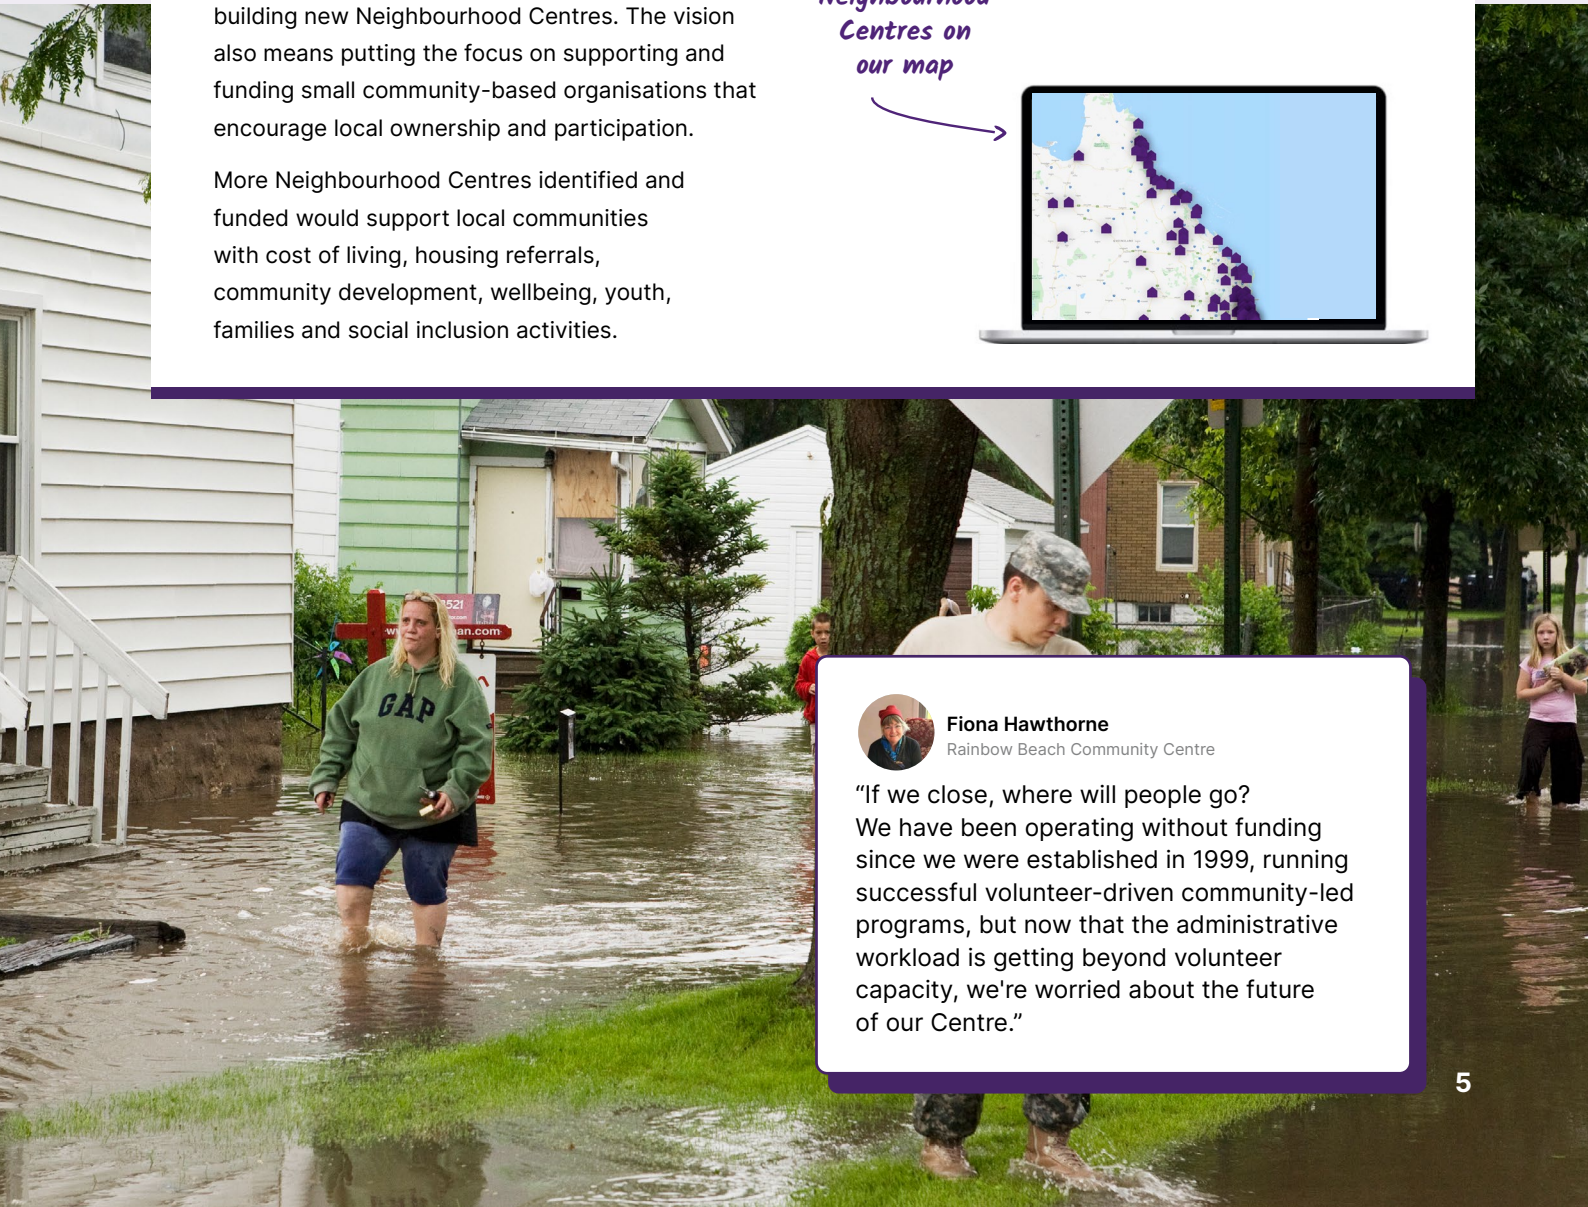 building new Neighbourhood Centres. The vision
also means putting the focus on supporting and
funding small community-based organisations that
encourage local ownership and participation.
More Neighbourhood Centres identified and
funded would support local communities
with cost of living, housing referrals,
community development, wellbeing, youth,
families and social inclusion activities.
Neighbourhood
Centres on
our map
3521
an.com
GAP
Fiona Hawthorne
Rainbow Beach Community Centre
“If we close, where will people go?
We have been operating without funding
since we were established in 1999, running
successful volunteer-driven community-led
programs, but now that the administrative
workload is getting beyond volunteer
capacity, we're worried about the future
of our Centre.”
5